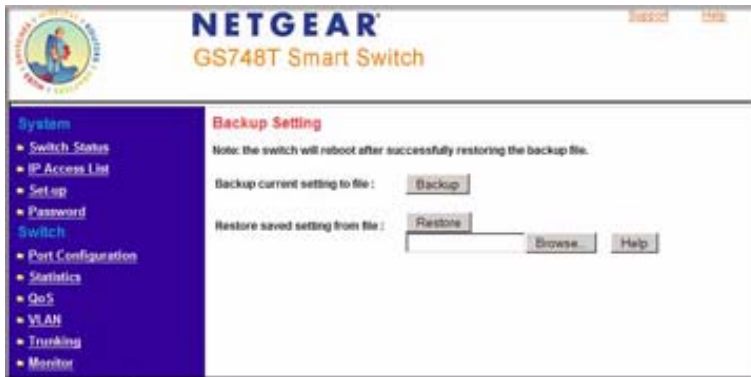 NETGEAR
GS748T Smart Switch
Support
Help
System
Switch Status
IP Access List
Set up
Password
Switch
Port Configuration
Statistics
QoS
VLAN
Trunking
Monitor
Backup Setting
Note: the switch will reboot after successfully restoring the backup file.
Backup current setting to file : Backup
Restore saved setting from file : Restore
Browse... Help